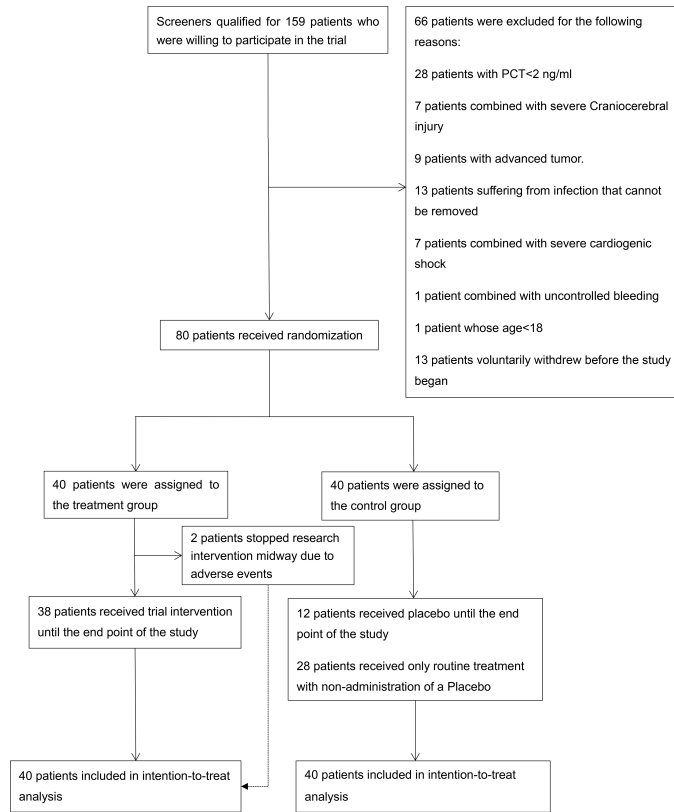 Screeners qualified for 159 patients who
were willing to participate in the trial
66 patients were excluded for the following
reasons:
28 patients with PCT<2 ng/ml
7 patients combined with severe Craniocerebral
injury
9 patients with advanced tumor.
13 patients suffering from infection that cannot
be removed
7 patients combined with severe cardiogenic
shock
1 patient combined with uncontrolled bleeding
1 patient whose age<18
13 patients voluntarily withdrew before the study
began
80 patients received randomization
40 patients were assigned to
the treatment group
40 patients were assigned to
the control group
2 patients stopped research
intervention midway due to
adverse events
38 patients received trial intervention
until the end point of the study
12 patients received placebo until the end
point of the study
28 patients received only routine treatment
with non-administration of a Placebo
40 patients included in intention-to-treat
analysis
40 patients included in intention-to-treat
analysis